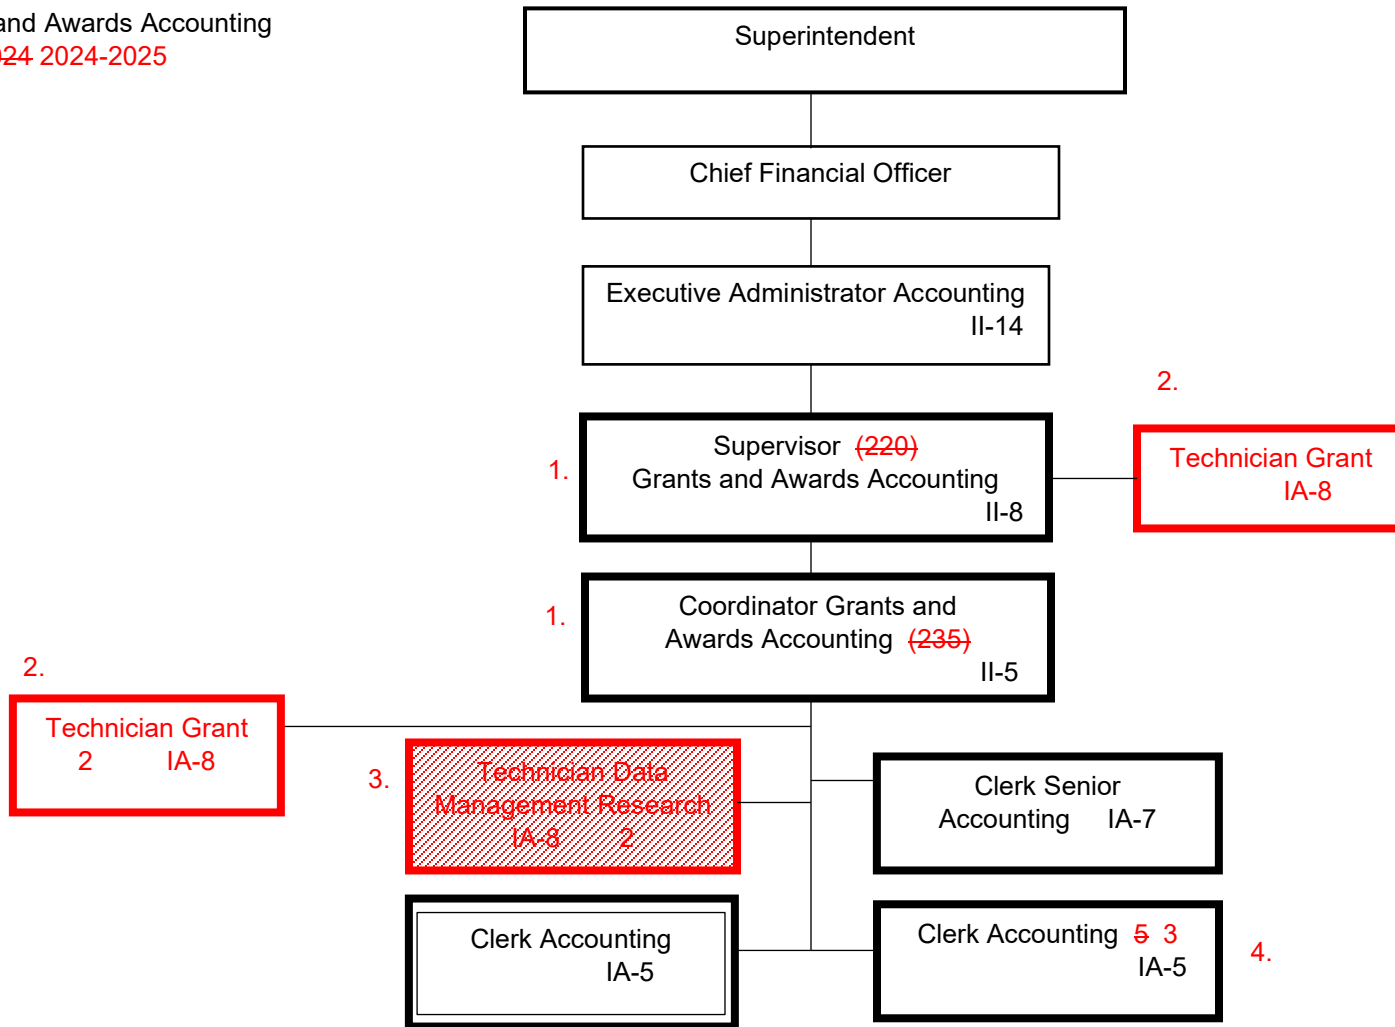 and Awards Accounting
24 2024-2025
Superintendent
Chief Financial Officer
Executive Administrator Accounting
II-14
2.
1.
Supervisor (220)
Grants and Awards Accounting
II-8
Technician Grant
IA-8
1.
Coordinator Grants and
Awards Accounting (235)
II-5
2.
Technician Grant
2 IA-8
3.
Technician Data
Management Research
IA-8 2
Clerk Senior
Accounting IA-7
Clerk Accounting
IA-5
Clerk Accounting 5 3
IA-5
4.